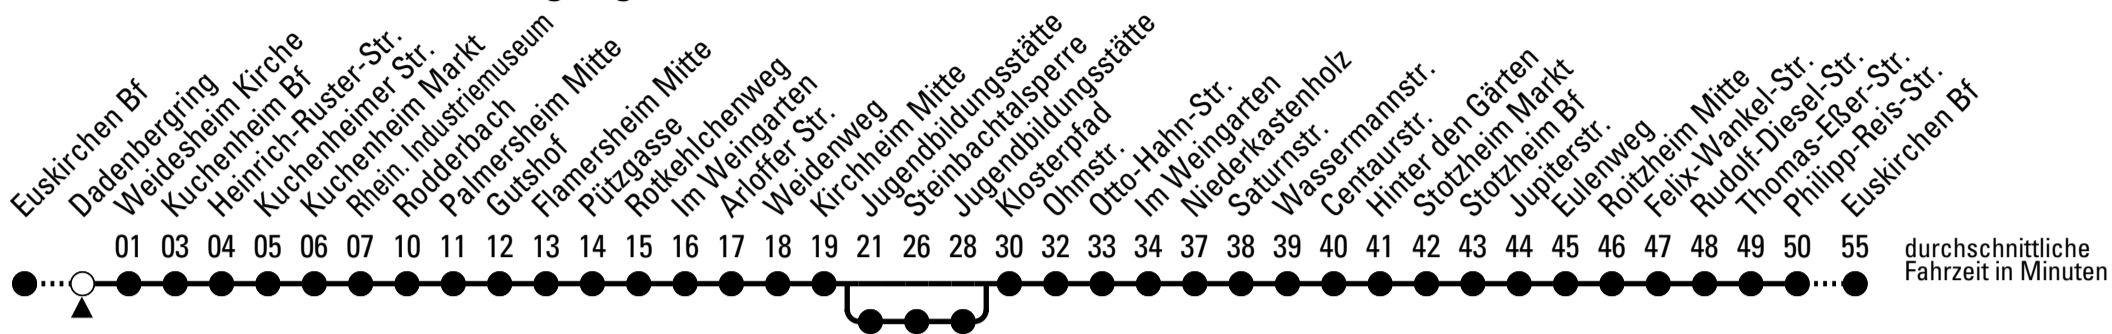 Euskirchen Bf
Dadenbergring
Weidesheim Kirche
Kuchenheim Bf
Heinrich-Ruster-Str.
Kuchenheimer Str.
Kuchenheim Markt
Rhein. Industriemuseum
Rodderbach
Palmersheim Mitte
Gutshof
Flamersheim Mitte
Pützgasse
Rotkehlchenweg
Im Weingarten
Arloffer Str.
Weidenweg
Kirchheim Mitte
Jugendbildungsstätte
Steinbachtalsperre
Jugendbildungsstätte
Klosterpfad
Ohmstr.
Otto-Hahn-Str.
Im Weingarten
Niederkastenholz
Saturnstr.
Wassermannstr.
Centaurstr.
Hinter den Gärten
Stotzheim Markt
Stotzheim Bf
Jupiterstr.
Eulenweg
Roitzheim Mitte
Felix-Wankel-Str.
Rudolf-Diesel-Str.
Thomas-Eßer-Str.
Philipp-Reis-Str.
Euskirchen Bf
01 03 04 05 06 07 10 11 12 13 14 15 16 17 18 19 21 26 28 30 32 33 34 37 38 39 40 41 42 43 44 45 46 47 48 49 50 55
durchschnittliche
Fahrzeit in Minuten